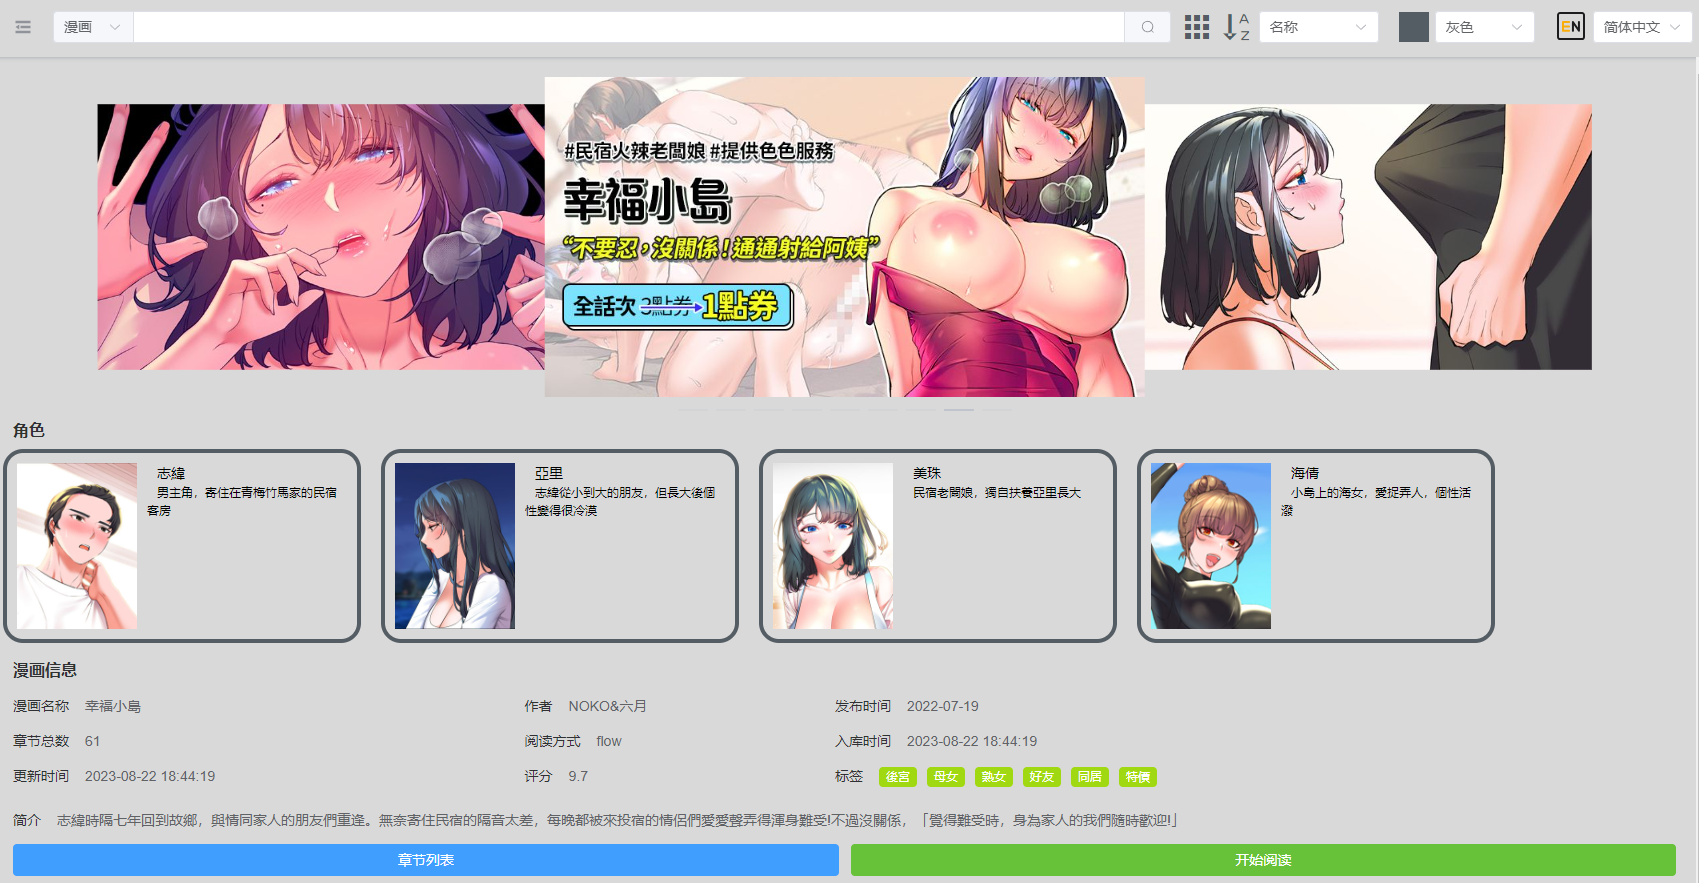 漫画
名称
灰色
EN
简体中文
A
Z
#民宿火辣老闆娘 #提供色色服務
幸福小島
“不要忍，沒關係！通通射給阿姨”
全話次 3點券 1點券
角色
志緯
男主角，寄住在青梅竹馬家的民宿
客房
亞里
志緯從小到大的朋友，但長大後個
性變得很冷漠
美珠
民宿老闆娘，獨自扶養亞里長大
海倩
小島上的海女，愛捉弄人，個性活
潑
漫画信息
漫画名称 幸福小島 作者 NOKO&六月 发布时间 2022-07-19
章节总数 61 阅读方式 flow 入库时间 2023-08-22 18:44:19
更新时间 2023-08-22 18:44:19 评分 9.7 标签 後宮 母女 熟女 好友 同居 特價
简介 志緯時隔七年回到故鄉，與情同家人的朋友們重逢。無奈寄住民宿的隔音太差，每晚都被來投宿的情侶們愛愛聲弄得渾身難受!不過沒關係，「覺得難受時，身為家人的我們隨時歡迎!」
章节列表 开始阅读